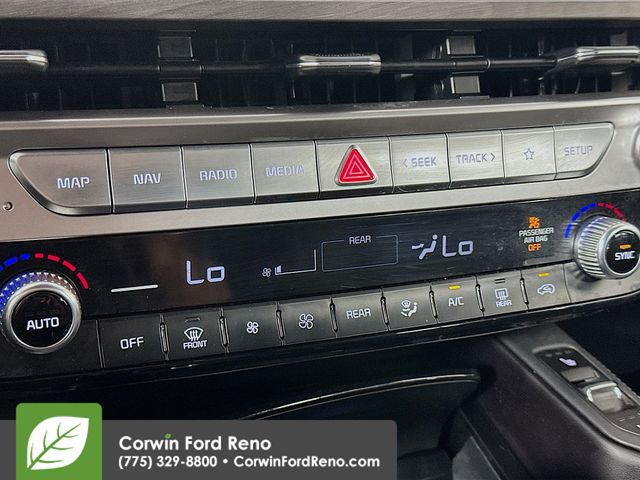 MAP NAV RADIO MEDIA < SEEK TRACK > SETUP
REAR
PASSENGER
AIR BAG
OFF
Lo Lo
SYNC
AUTO OFF FRONT REAR A/C REAR
Corwin Ford Reno
(775) 329-8800 • CorwinFordReno.com